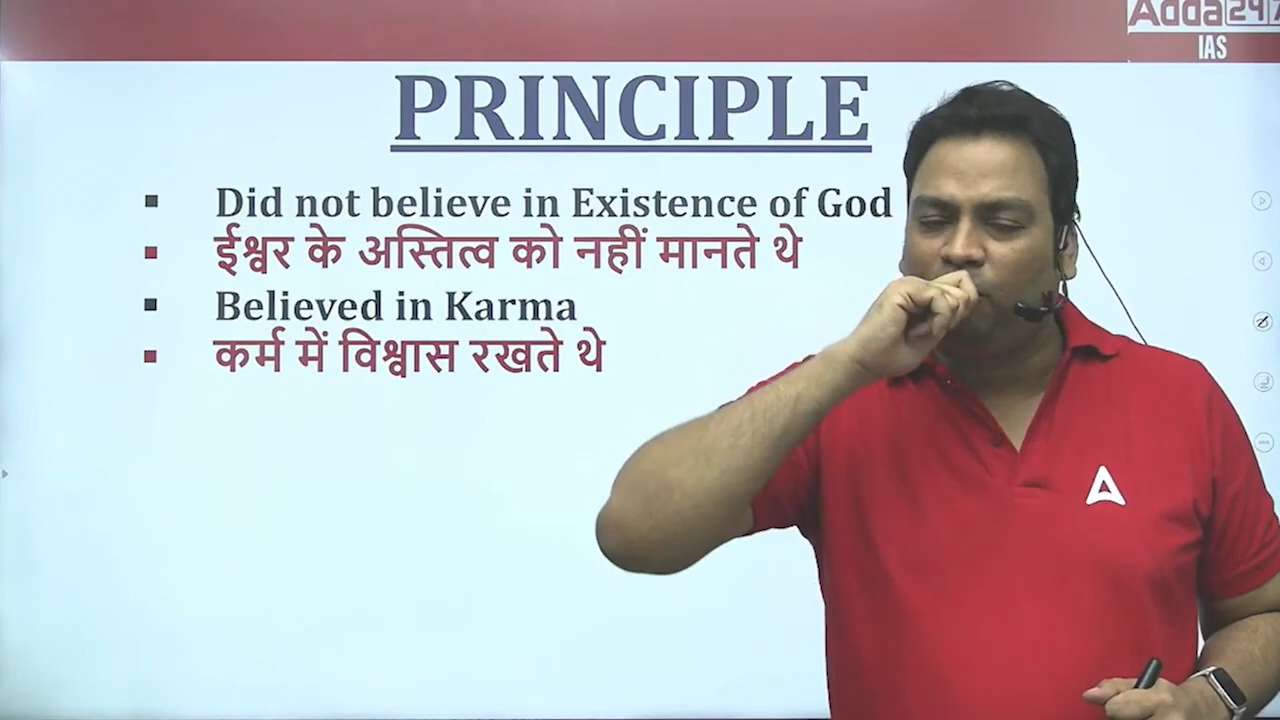 Adda247
IAS
PRINCIPLE
Did not believe in Existence of God
ईश्वर के अस्तित्व को नहीं मानते थे
Believed in Karma
कर्म में विश्वास रखते थे